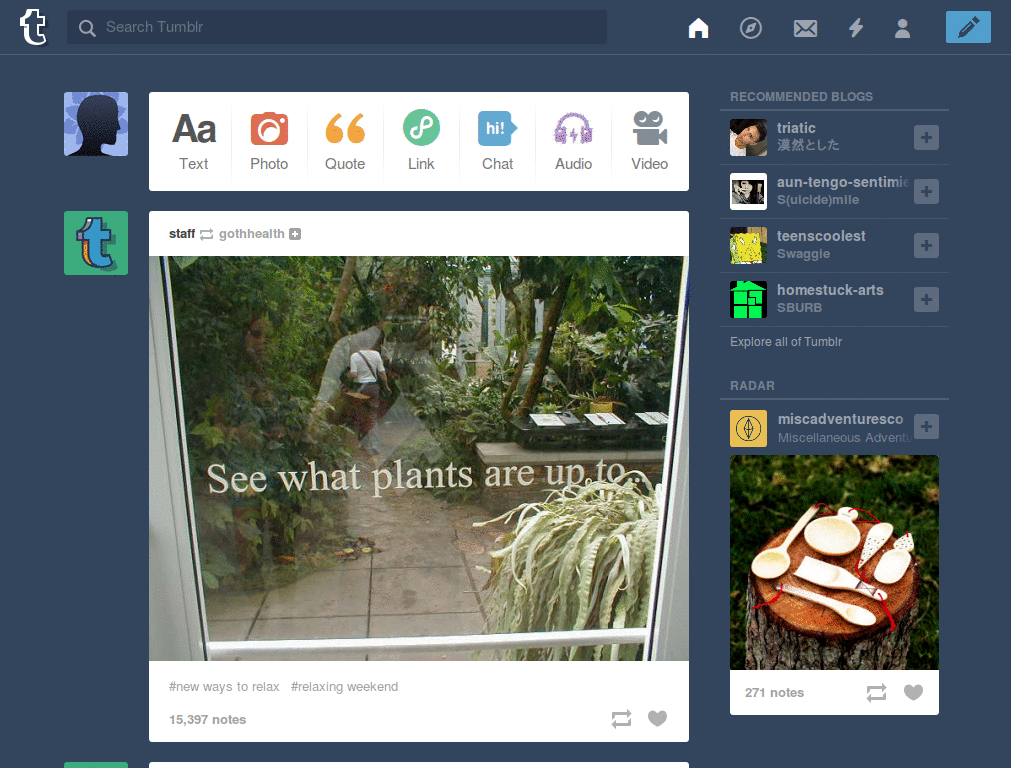 Search Tumblr
Aa
Text
Photo
Quote
Link
hi!
Chat
Audio
Video
staff gothhealth
See what plants are up to...
#new ways to relax #relaxing weekend
15,397 notes
RECOMMENDED BLOGS
triatic
漠然とした
aun-tengo-sentimie
S(uicide)mile
teenscoolest
Swaggie
homestuck-arts
SBURB
Explore all of Tumblr
RADAR
miscadventuresco
Miscellaneous Adventu
271 notes